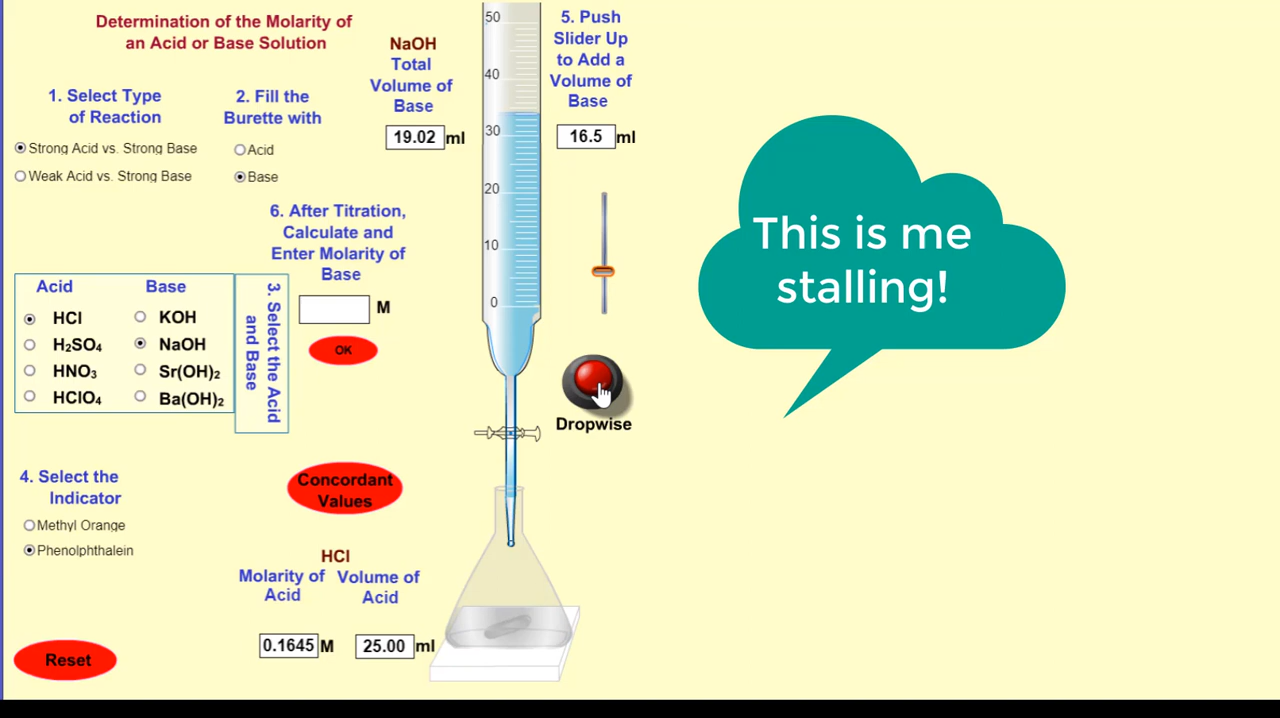 Determination of the Molarity of
an Acid or Base Solution
NaOH
Total
Volume of
Base
19.02 ml
50
40
30
20
10
0
5. Push
Slider Up
to Add a
Volume of
Base
16.5 ml
1. Select Type
of Reaction
Strong Acid vs. Strong Base
Weak Acid vs. Strong Base
2. Fill the
Burette with
Acid
Base
6. After Titration,
Calculate and
Enter Molarity of
Base
M
OK
Acid Base
HCl KOH
H₂SO₄ NaOH
HNO₃ Sr(OH)₂
HClO₄ Ba(OH)₂
3. Select the Acid
and Base
Dropwise
4. Select the
Indicator
Methyl Orange
Phenolphthalein
Concordant
Values
HCl
Molarity of
Acid
Volume of
Acid
0.1645 M 25.00 ml
Reset
This is me
stalling!